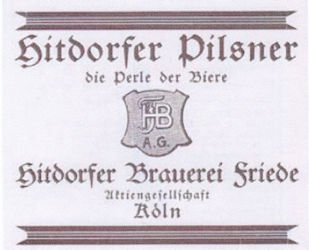 Hitdorfer Pilsner
die Perle der Biere
HB
A.G.
Hitdorfer Brauerei Friede
Aktiengesellschaft
Köln